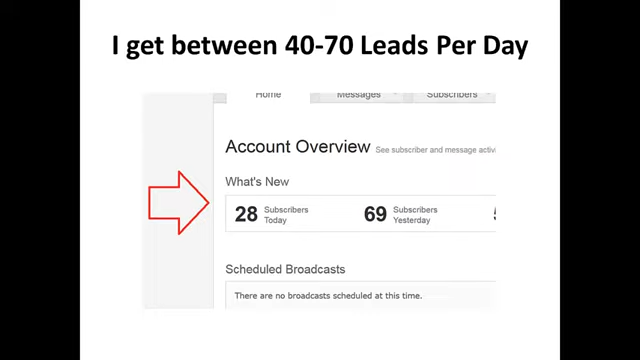 I get between 40-70 Leads Per Day
Home Messages Subscribers
Account Overview See subscriber and message
What's New
28 Subscribers Today 69 Subscribers Yesterday
Scheduled Broadcasts
There are no broadcasts scheduled at this time.